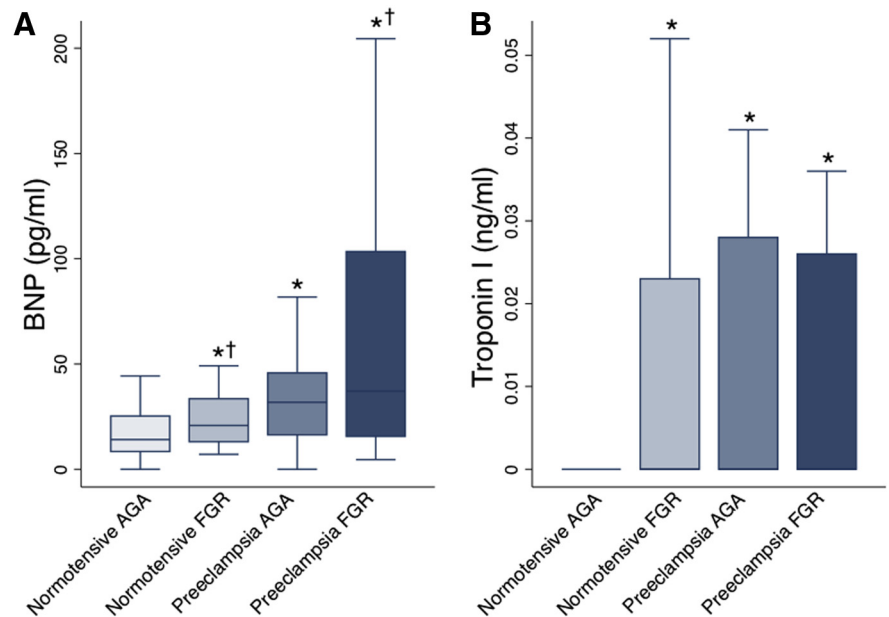 A
BNP (pg/ml)
200
150
100
50
0
*†
*
*†
Normotensive AGA
Normotensive FGR
Preeclampsia AGA
Preeclampsia FGR
B
Troponin I (ng/ml)
0.05
0.04
0.03
0.02
0.01
0
*
*
*
Normotensive AGA
Normotensive FGR
Preeclampsia AGA
Preeclampsia FGR